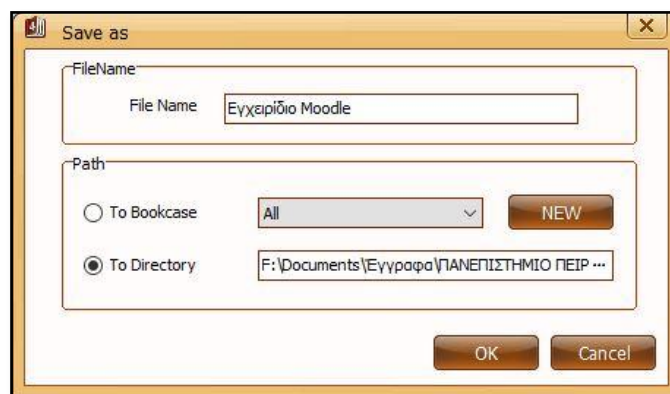 Save as
FileName
File Name Εγχειρίδιο Moodle
Path
To Bookcase All NEW
To Directory F:\Documents\Έγγραφα\ΠΑΝΕΠΙΣΤΗΜΙΟ ΠΕΙΡ ...
OK Cancel